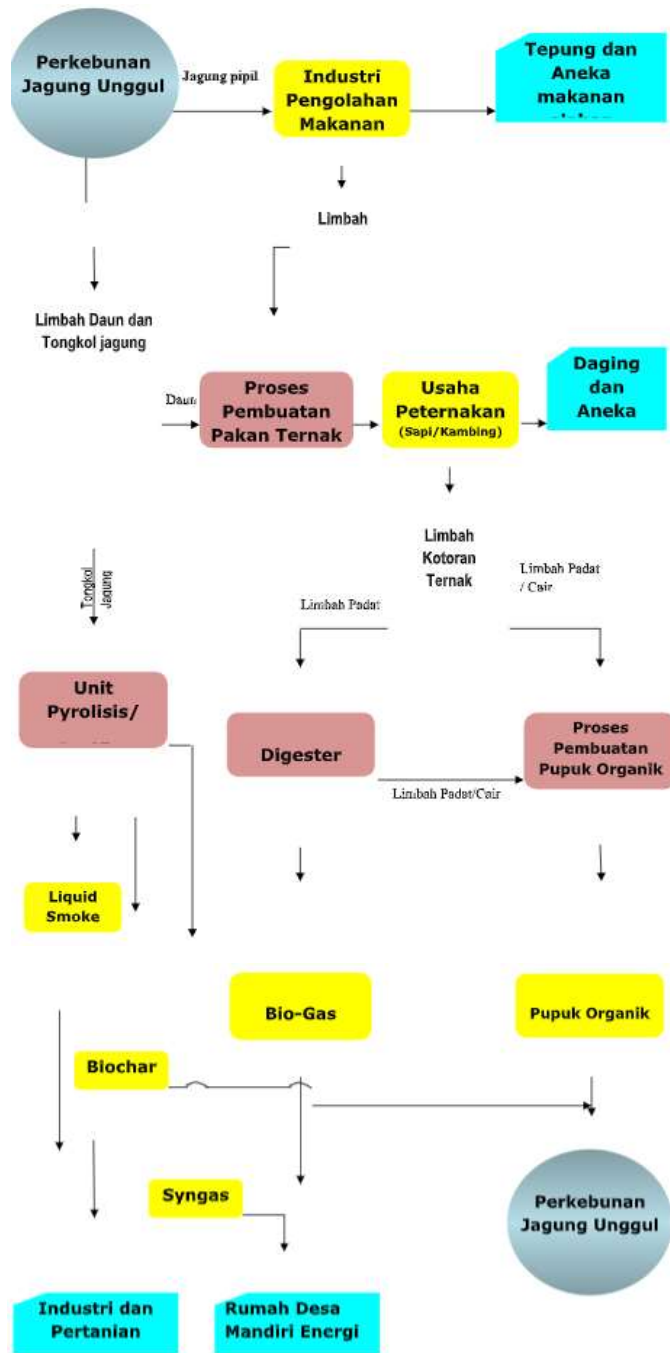 Perkebunan
Jagung Unggul
Jagung pipil
Industri
Pengolahan
Makanan
Tepung dan
Aneka
makanan
Limbah
Limbah Daun dan
Tongkol jagung
Daun
Proses
Pembuatan
Pakan Ternak
Usaha
Peternakan
(Sapi/Kambing)
Daging
dan
Aneka
Limbah
Kotoran
Ternak
Limbah Padat
Limbah Padat
/ Cair
Tongkol
Jagung
Unit
Pyrolisis/
Digester
Limbah Padat/Cair
Proses
Pembuatan
Pupuk Organik
Liquid
Smoke
Bio-Gas
Pupuk Organik
Biochar
Syngas
Perkebunan
Jagung Unggul
Industri dan
Pertanian
Rumah Desa
Mandiri Energi